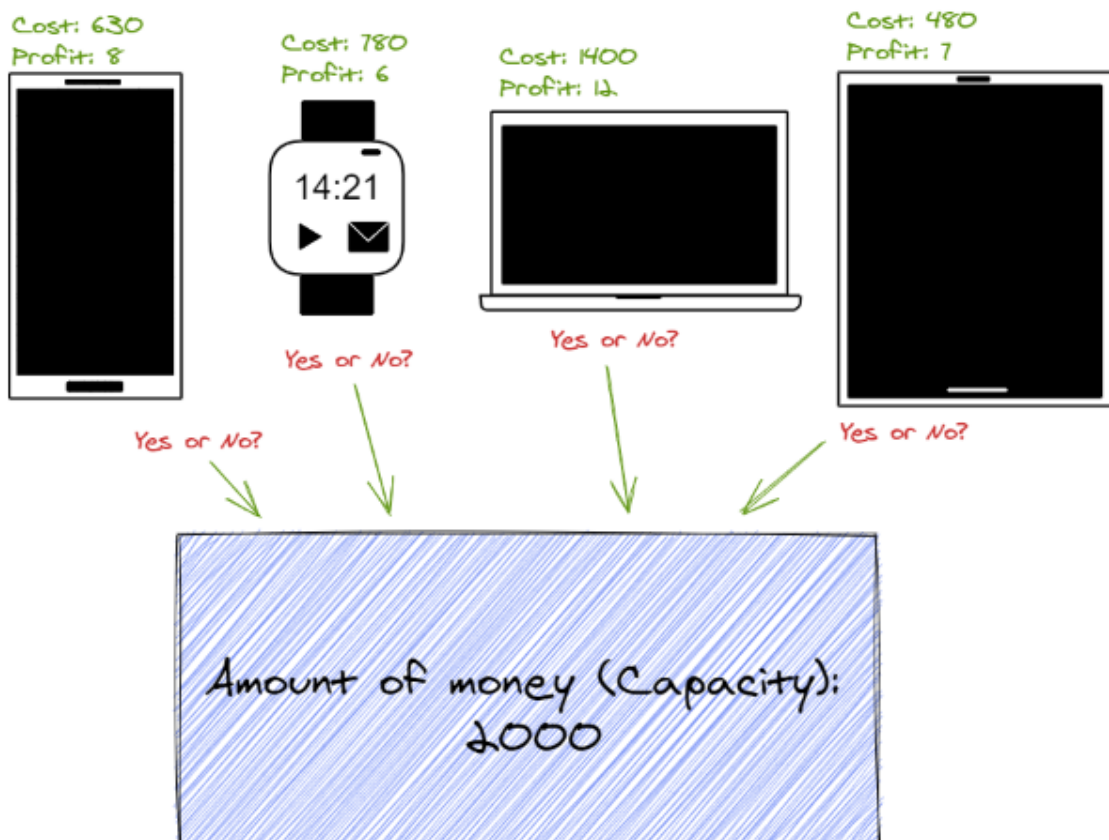 Cost: 630
Profit: 8
Cost: 780
Profit: 6
Cost: 1400
Profit: 12
Cost: 480
Profit: 7
14:21
Yes or No?
Yes or No?
Yes or No?
Yes or No?
Amount of money (Capacity):
2000